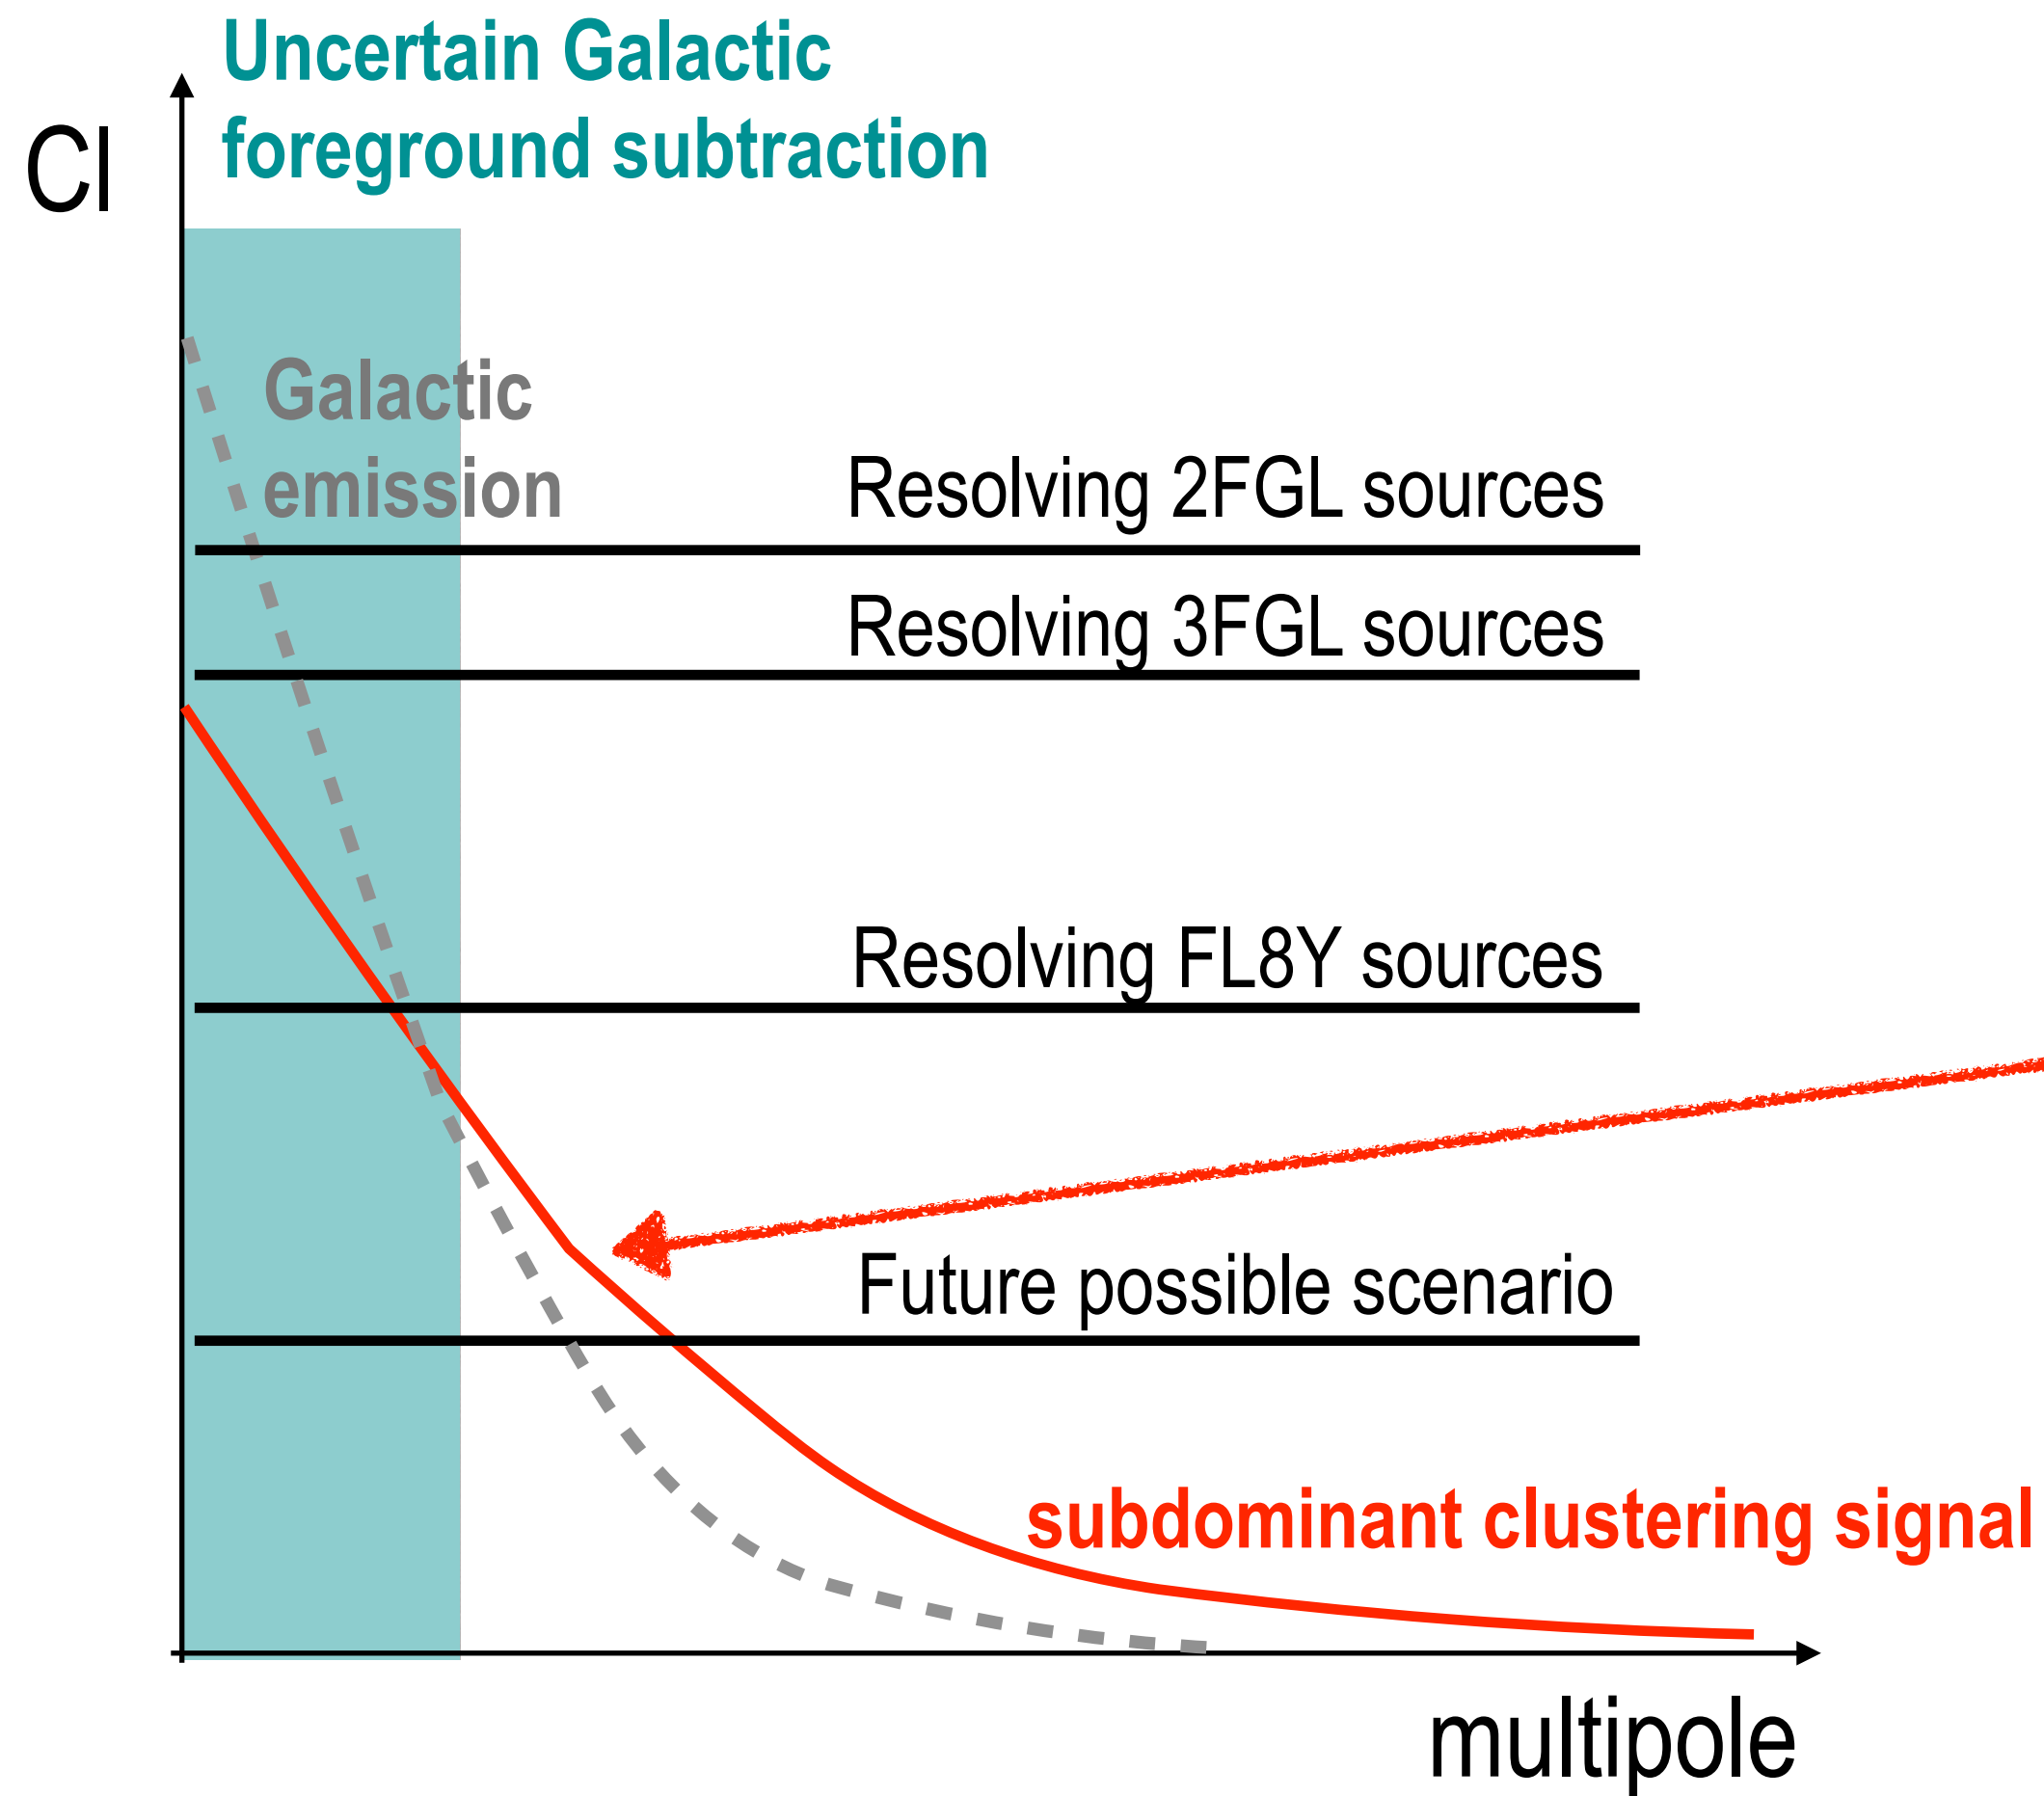 Uncertain Galactic
foreground subtraction
Cl
Galactic
emission
Resolving 2FGL sources
Resolving 3FGL sources
Resolving FL8Y sources
Future possible scenario
subdominant clustering signal
multipole